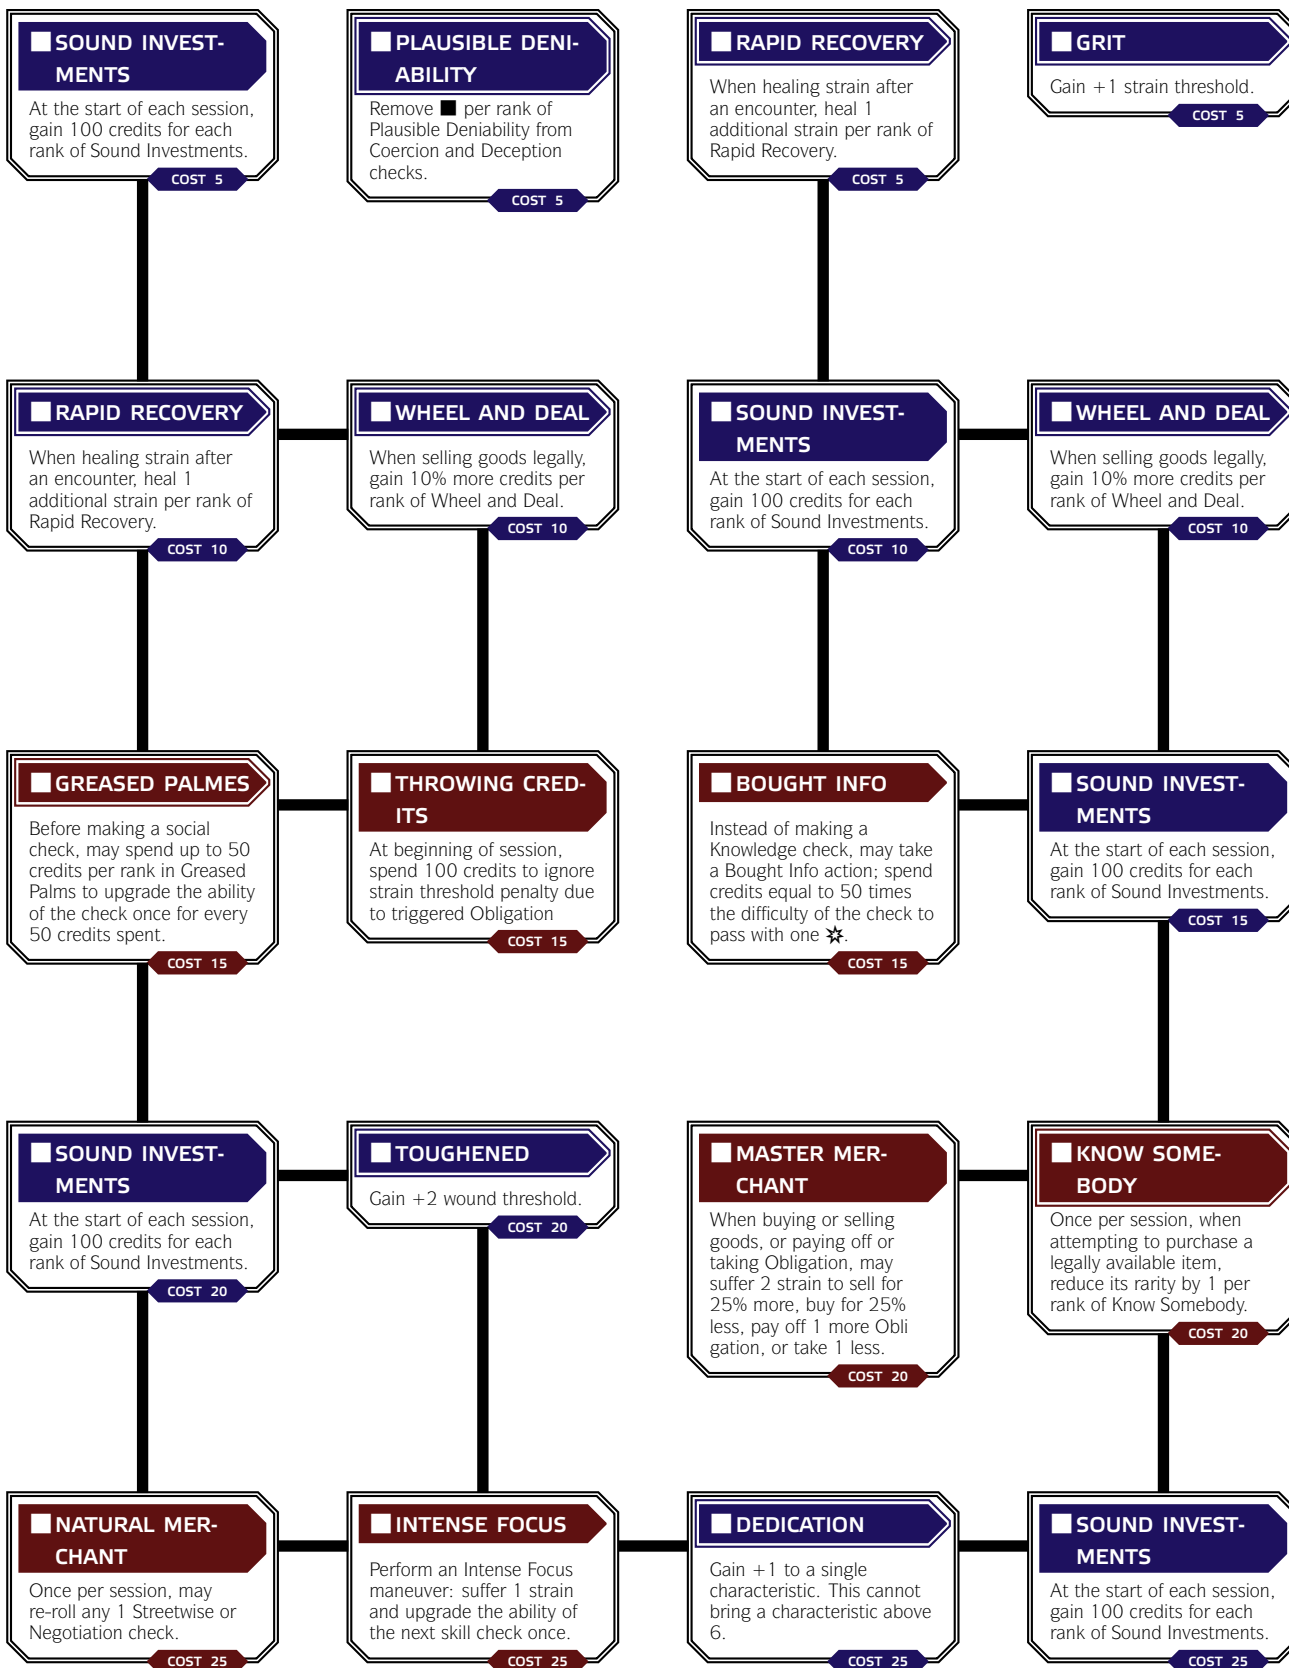 SOUND INVEST-
MENTS
At the start of each session,
gain 100 credits for each
rank of Sound Investments.
COST 5
PLAUSIBLE DENI-
ABILITY
Remove ■ per rank of
Plausible Deniability from
Coercion and Deception
checks.
COST 5
RAPID RECOVERY
When healing strain after
an encounter, heal 1
additional strain per rank of
Rapid Recovery.
COST 5
GRIT
Gain +1 strain threshold.
COST 5
RAPID RECOVERY
When healing strain after
an encounter, heal 1
additional strain per rank of
Rapid Recovery.
COST 10
WHEEL AND DEAL
When selling goods legally,
gain 10% more credits per
rank of Wheel and Deal.
COST 10
SOUND INVEST-
MENTS
At the start of each session,
gain 100 credits for each
rank of Sound Investments.
COST 10
WHEEL AND DEAL
When selling goods legally,
gain 10% more credits per
rank of Wheel and Deal.
COST 10
GREASED PALMES
Before making a social
check, may spend up to 50
credits per rank in Greased
Palms to upgrade the ability
of the check once for every
50 credits spent.
COST 15
THROWING CRED-
ITS
At beginning of session,
spend 100 credits to ignore
strain threshold penalty due
to triggered Obligation
COST 15
BOUGHT INFO
Instead of making a
Knowledge check, may take
a Bought Info action; spend
credits equal to 50 times
the difficulty of the check to
pass with one ✲.
COST 15
SOUND INVEST-
MENTS
At the start of each session,
gain 100 credits for each
rank of Sound Investments.
COST 15
SOUND INVEST-
MENTS
At the start of each session,
gain 100 credits for each
rank of Sound Investments.
COST 20
TOUGHENED
Gain +2 wound threshold.
COST 20
MASTER MER-
CHANT
When buying or selling
goods, or paying off or
taking Obligation, may
suffer 2 strain to sell for
25% more, buy for 25%
less, pay off 1 more Obli
gation, or take 1 less.
COST 20
KNOW SOME-
BODY
Once per session, when
attempting to purchase a
legally available item,
reduce its rarity by 1 per
rank of Know Somebody.
COST 20
NATURAL MER-
CHANT
Once per session, may
re-roll any 1 Streetwise or
Negotiation check.
COST 25
INTENSE FOCUS
Perform an Intense Focus
maneuver: suffer 1 strain
and upgrade the ability of
the next skill check once.
COST 25
DEDICATION
Gain +1 to a single
characteristic. This cannot
bring a characteristic above
6.
COST 25
SOUND INVEST-
MENTS
At the start of each session,
gain 100 credits for each
rank of Sound Investments.
COST 25